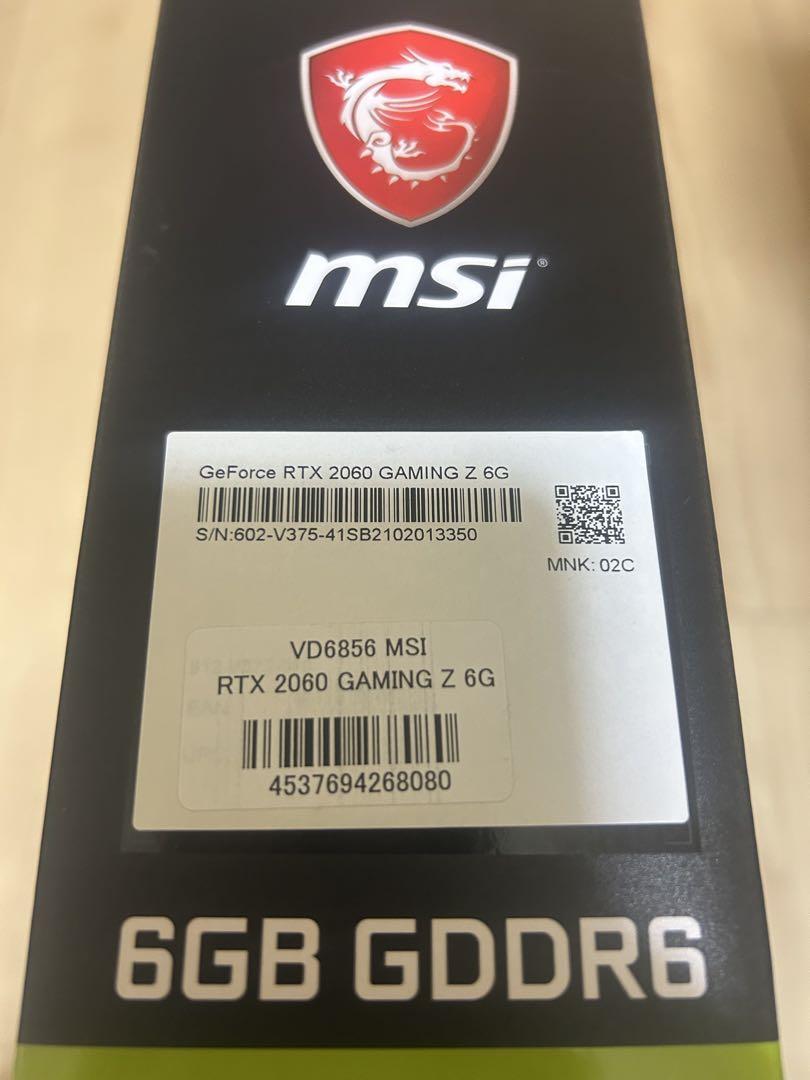 msi®
GeForce RTX 2060 GAMING Z 6G
S/N:602-V375-41SB2102013350
MNK: 02C
VD6856 MSI
RTX 2060 GAMING Z 6G
4537694268080
6GB GDDR6